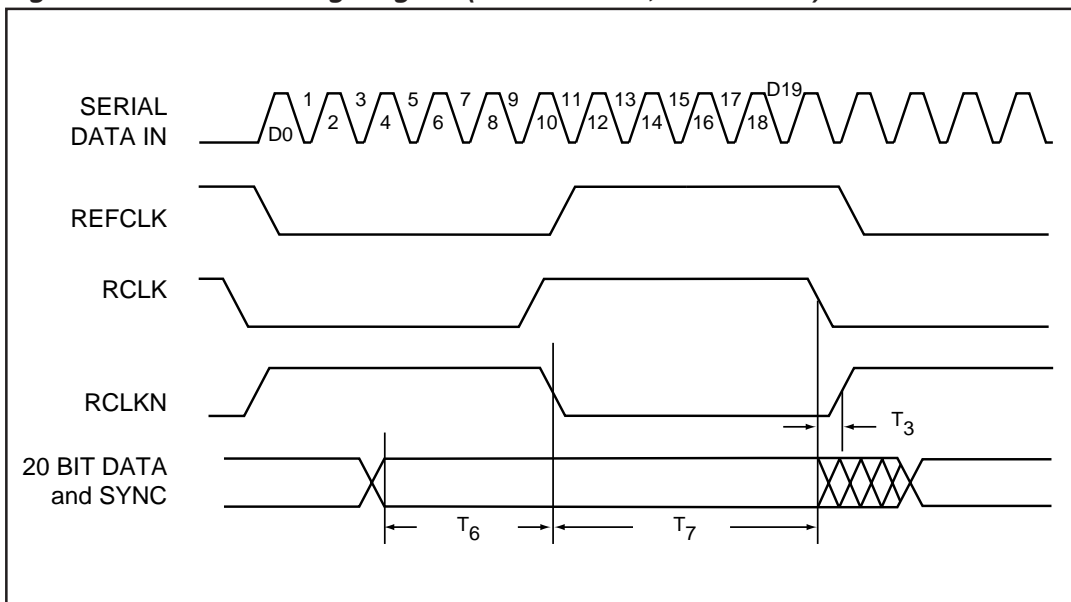 SERIAL
DATA IN
D0 1 2 3 4 5 6 7 8 9 10 11 12 13 14 15 16 17 18 D19
REFCLK
RCLK
RCLKN
T3
20 BIT DATA
and SYNC
T6 T7